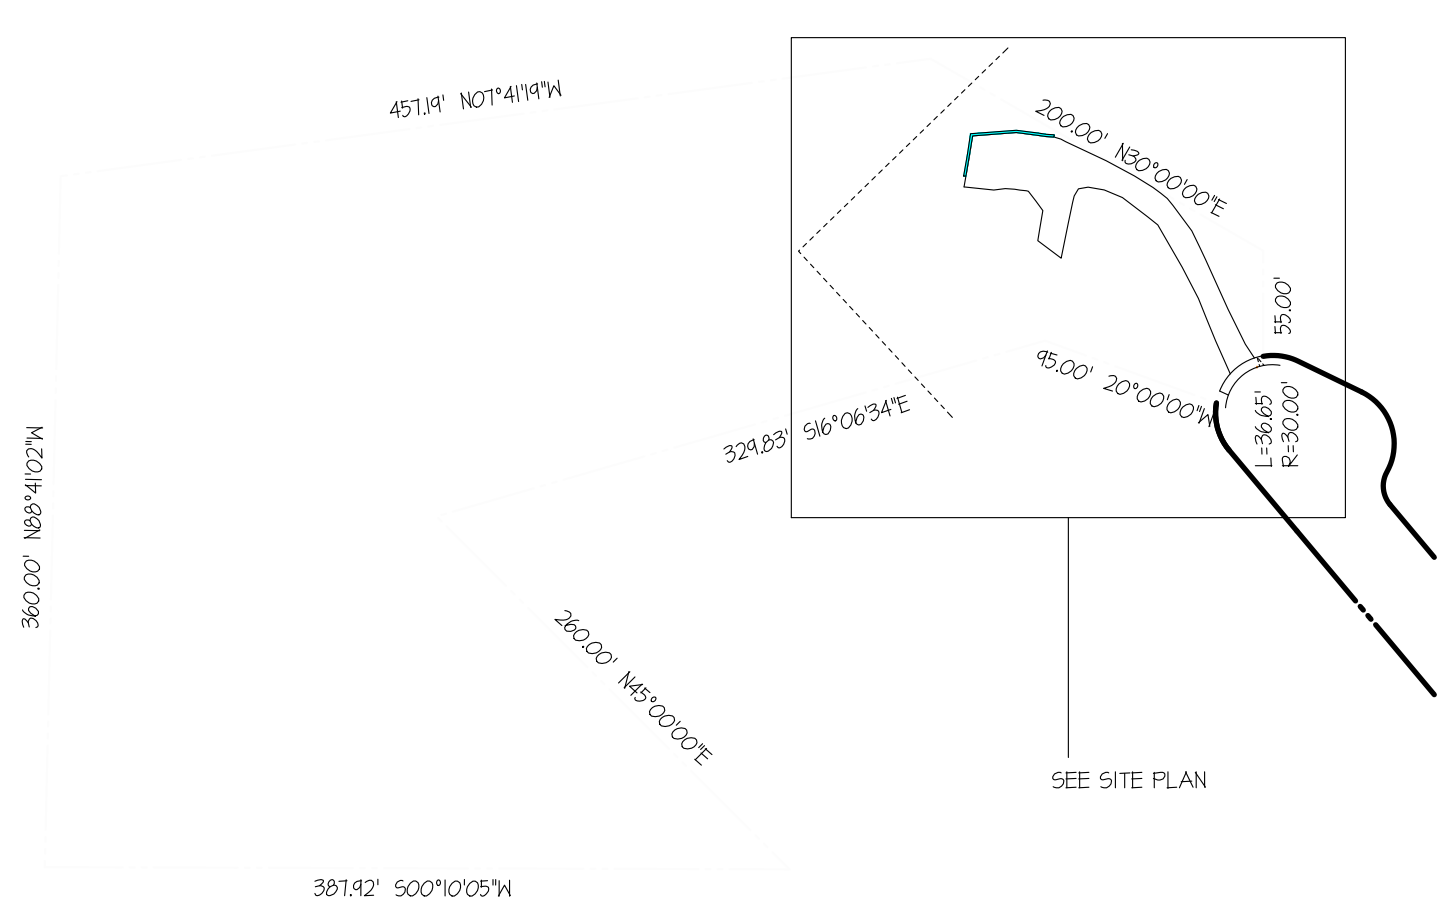 457.19' N07°41'19"W
200.00' N30°00'00"E
55.00'
95.00' 20°00'00"W
L=36.65'
R=30.00'
329.83' S16°06'34"E
360.00' N88°41'02"W
260.00' N45°00'00"E
SEE SITE PLAN
387.92' S00°10'05"W